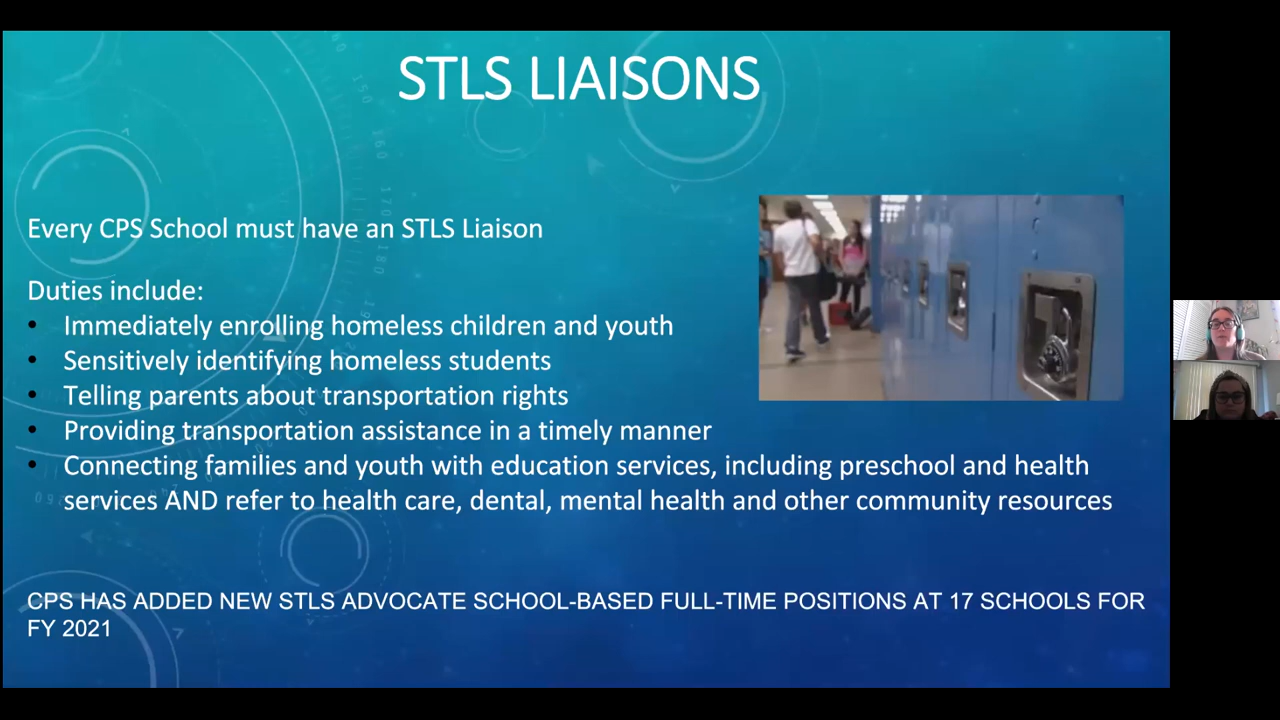 STLS LIAISONS
Every CPS School must have an STLS Liaison
Duties include:
• Immediately enrolling homeless children and youth
• Sensitively identifying homeless students
• Telling parents about transportation rights
• Providing transportation assistance in a timely manner
• Connecting families and youth with education services, including preschool and health
services AND refer to health care, dental, mental health and other community resources
CPS HAS ADDED NEW STLS ADVOCATE SCHOOL-BASED FULL-TIME POSITIONS AT 17 SCHOOLS FOR
FY 2021